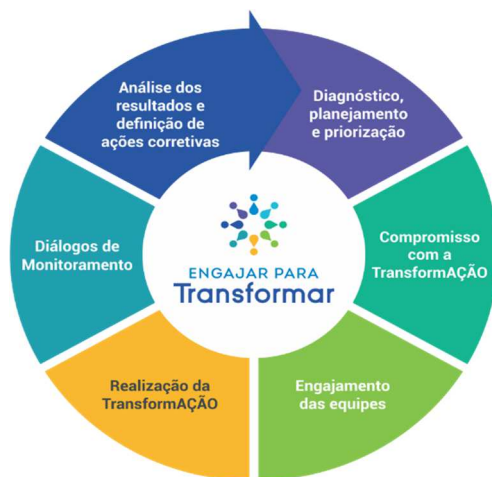 Análise dos
resultados e
definição de
ações corretivas
Diagnóstico,
planejamento
e priorização
Compromisso
com a
TransformAÇÃO
Engajamento
das equipes
Realização da
TransformAÇÃO
Diálogos de
Monitoramento
ENGAJAR PARA
Transformar